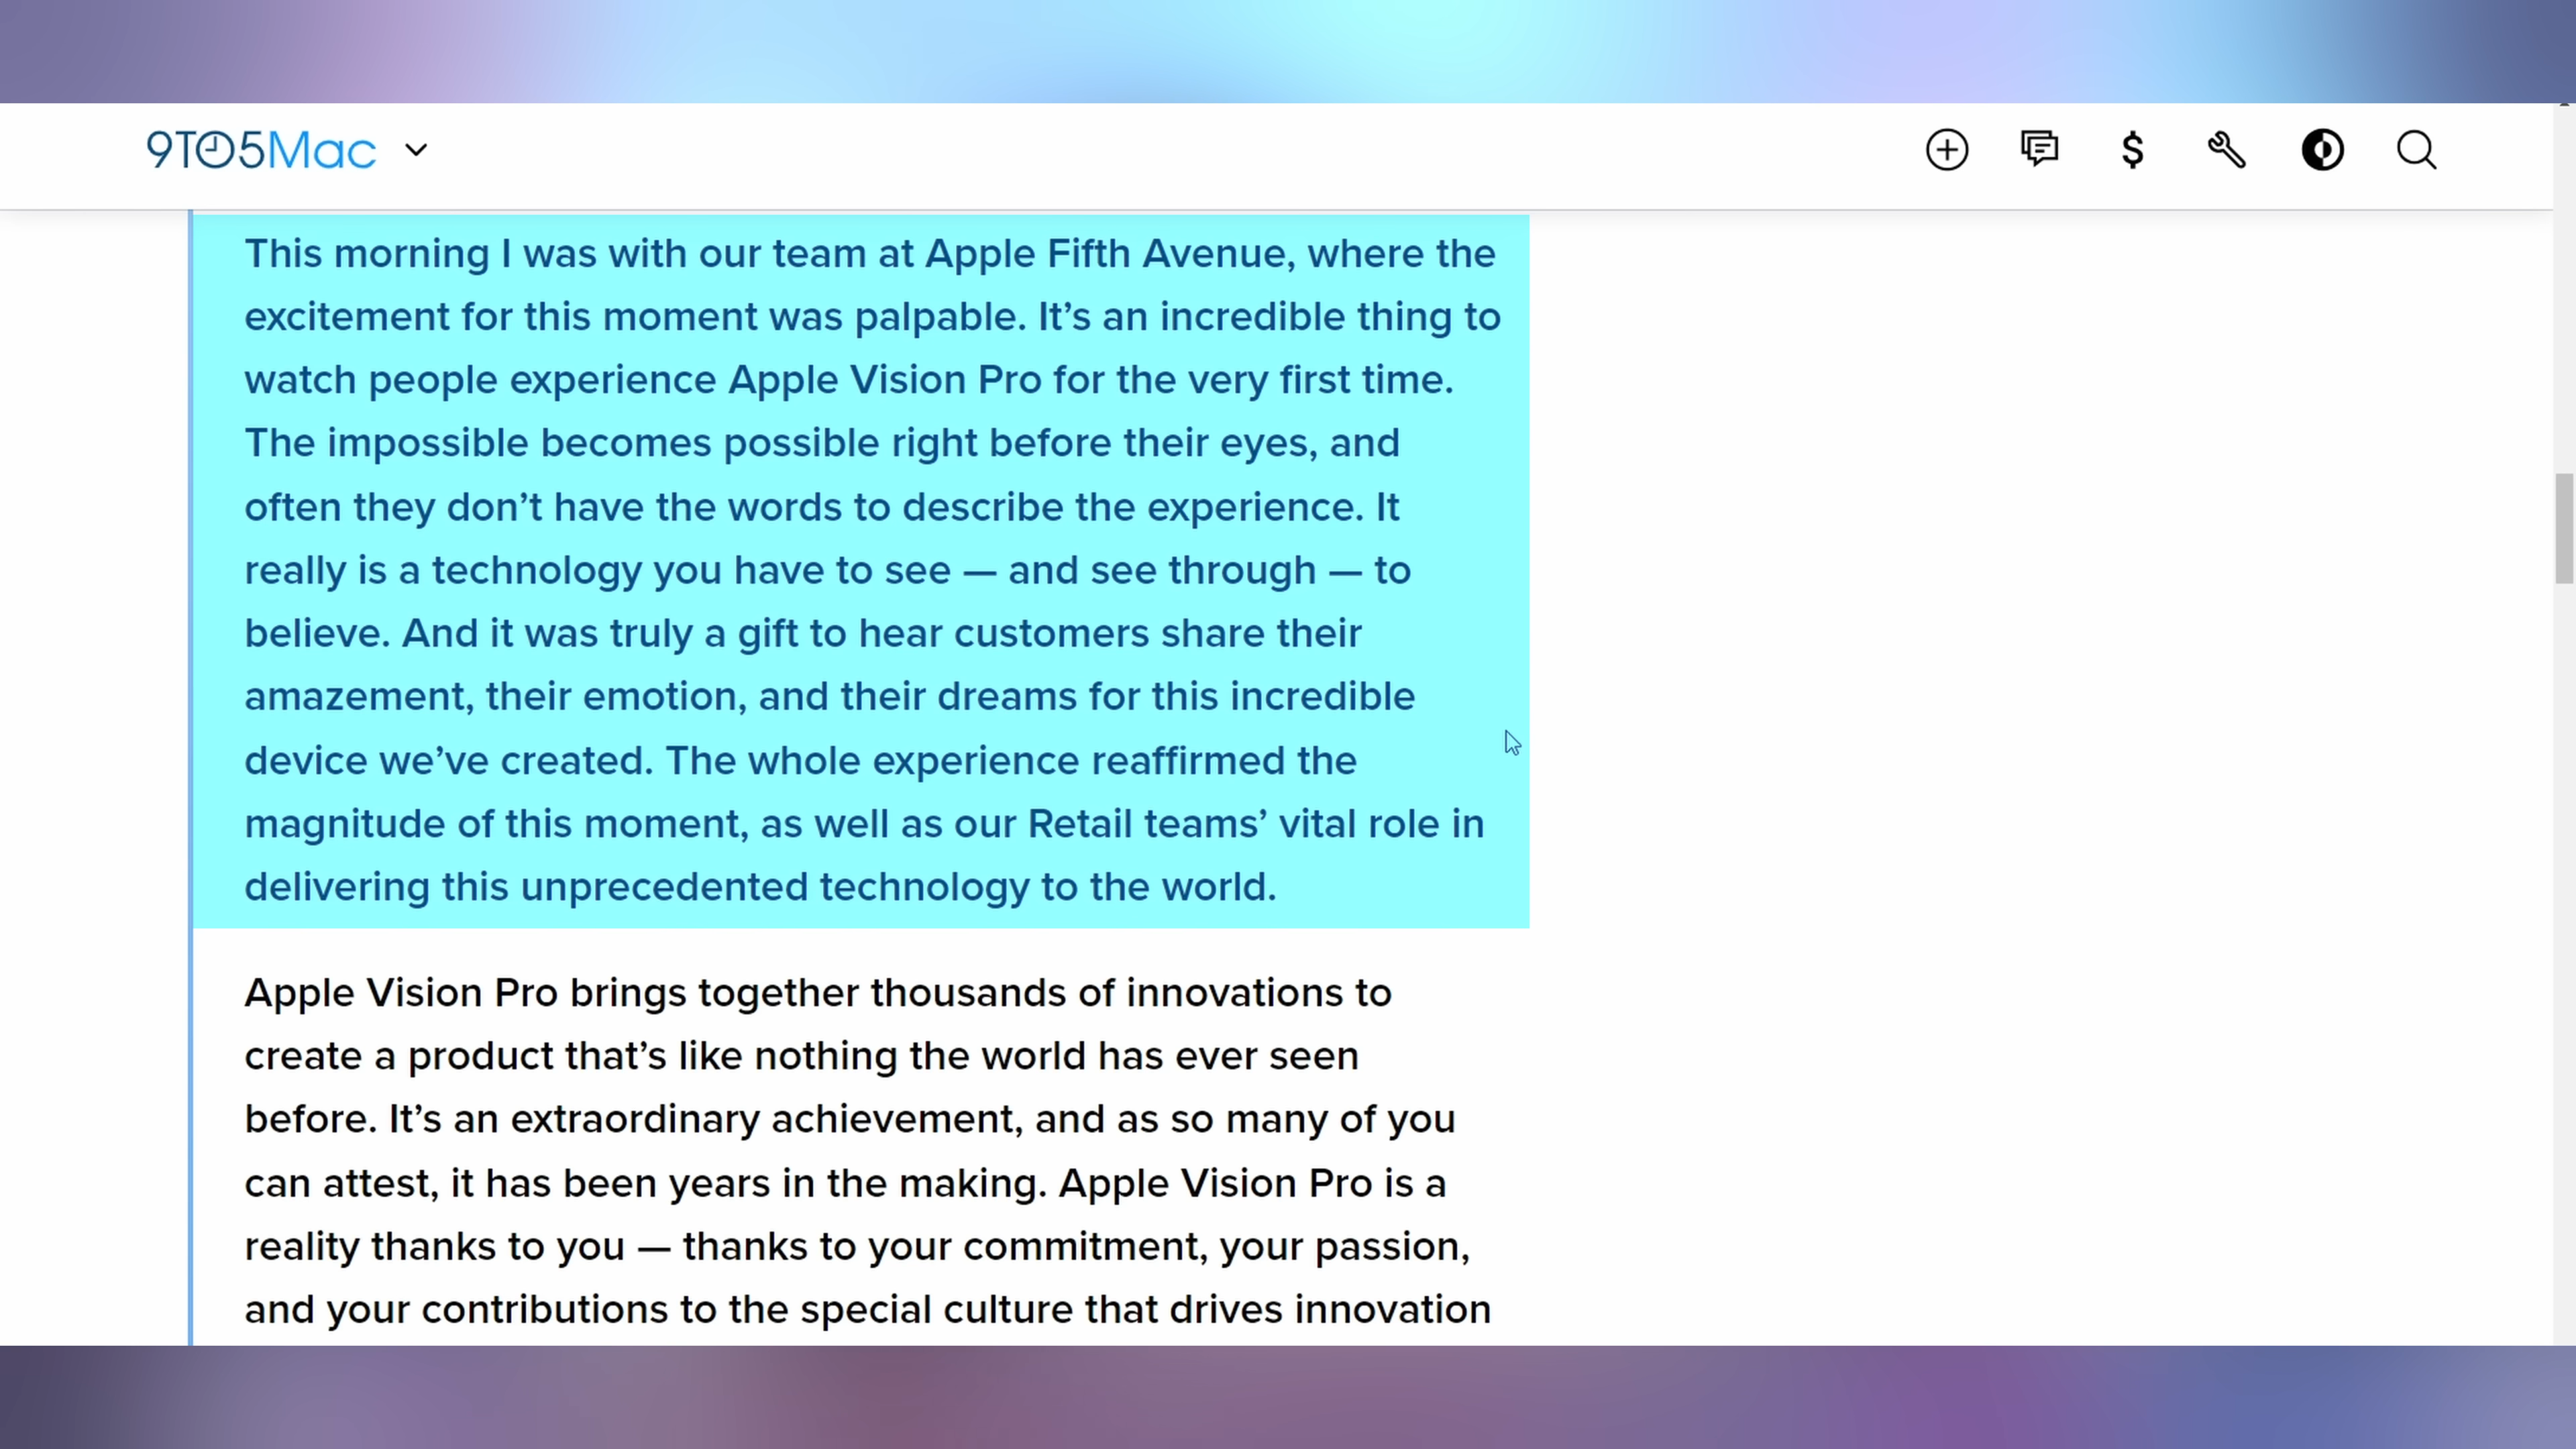 9TO5Mac
This morning I was with our team at Apple Fifth Avenue, where the
excitement for this moment was palpable. It’s an incredible thing to
watch people experience Apple Vision Pro for the very first time.
The impossible becomes possible right before their eyes, and
often they don’t have the words to describe the experience. It
really is a technology you have to see — and see through — to
believe. And it was truly a gift to hear customers share their
amazement, their emotion, and their dreams for this incredible
device we’ve created. The whole experience reaffirmed the
magnitude of this moment, as well as our Retail teams’ vital role in
delivering this unprecedented technology to the world.
Apple Vision Pro brings together thousands of innovations to
create a product that’s like nothing the world has ever seen
before. It’s an extraordinary achievement, and as so many of you
can attest, it has been years in the making. Apple Vision Pro is a
reality thanks to you — thanks to your commitment, your passion,
and your contributions to the special culture that drives innovation